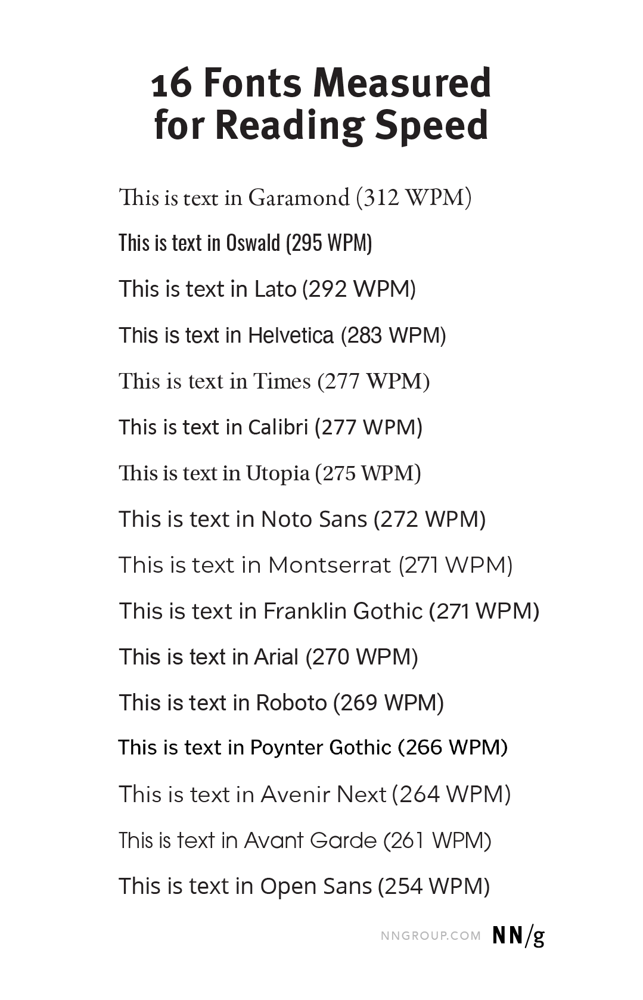 16 Fonts Measured
for Reading Speed
This is text in Garamond (312 WPM)
This is text in Oswald (295 WPM)
This is text in Lato (292 WPM)
This is text in Helvetica (283 WPM)
This is text in Times (277 WPM)
This is text in Calibri (277 WPM)
This is text in Utopia (275 WPM)
This is text in Noto Sans (272 WPM)
This is text in Montserrat (271 WPM)
This is text in Franklin Gothic (271 WPM)
This is text in Arial (270 WPM)
This is text in Roboto (269 WPM)
This is text in Poynter Gothic (266 WPM)
This is text in Avenir Next (264 WPM)
This is text in Avant Garde (261 WPM)
This is text in Open Sans (254 WPM)
NNGROUP.COM NN/g